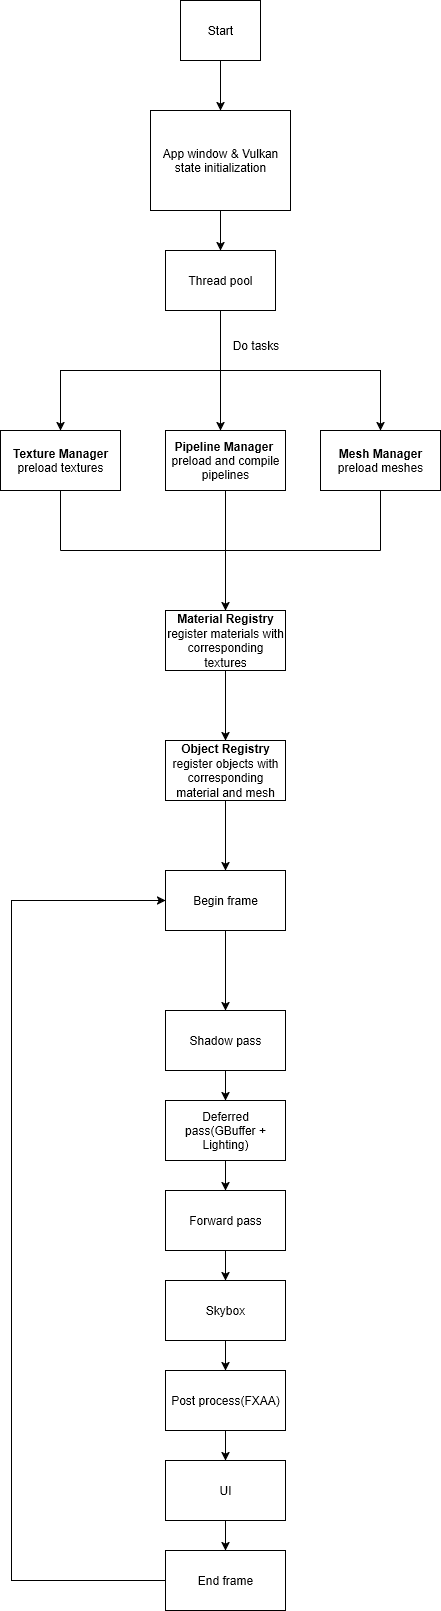 Start
App window & Vulkan
state initialization
Thread pool
Do tasks
Texture Manager
preload textures
Pipeline Manager
preload and compile
pipelines
Mesh Manager
preload meshes
Material Registry
register materials with
corresponding
textures
Object Registry
register objects with
corresponding
material and mesh
Begin frame
Shadow pass
Deferred
pass(GBuffer +
Lighting)
Forward pass
Skybox
Post process(FXAA)
UI
End frame